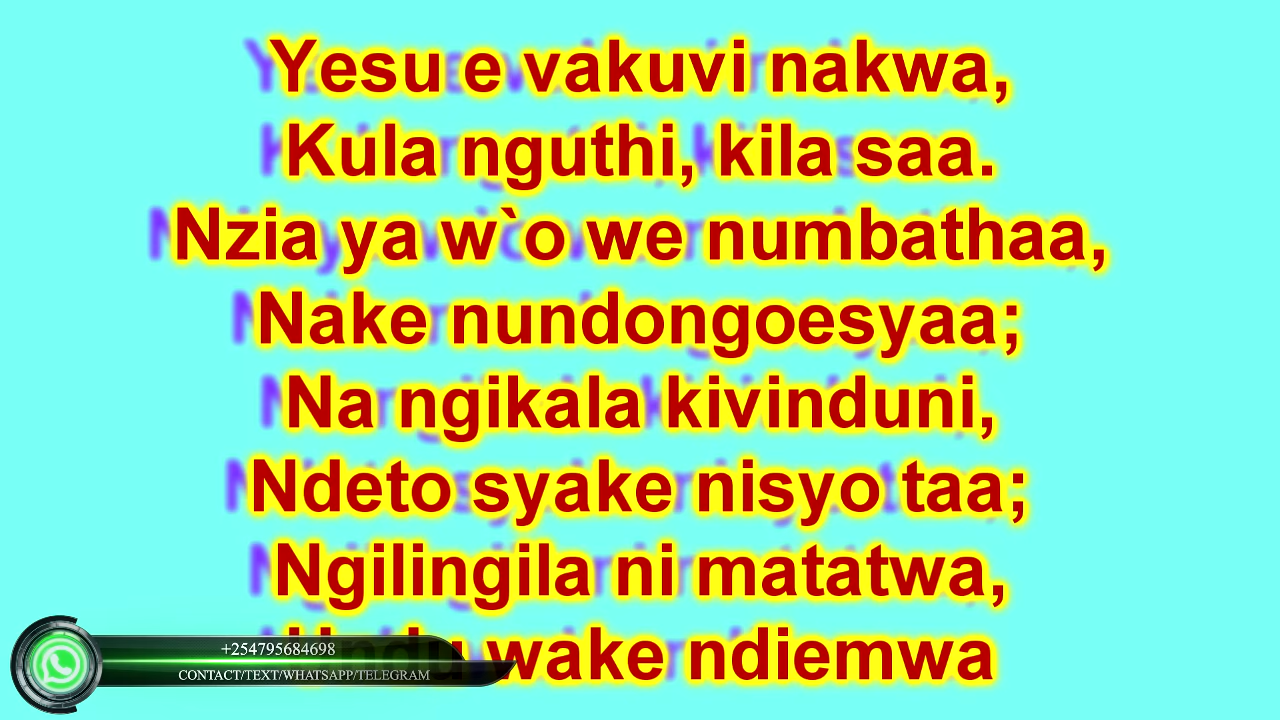 Yesu e vakuvi nakwa,
Kula nguthi, kila saa.
Nzia ya w`o we numbathaa,
Nake nundongoesyaa;
Na ngikala kivinduni,
Ndeto syake nisyo taa;
Ngilingila ni matatwa,
wake ndiemwa
+254795684698
CONTACT/TEXT/WHATSAPP/TELEGRAM